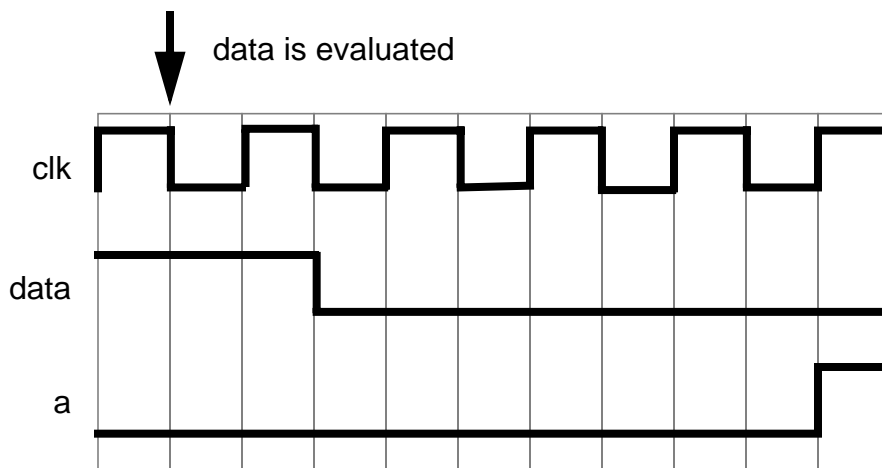 data is evaluated
clk
data
a